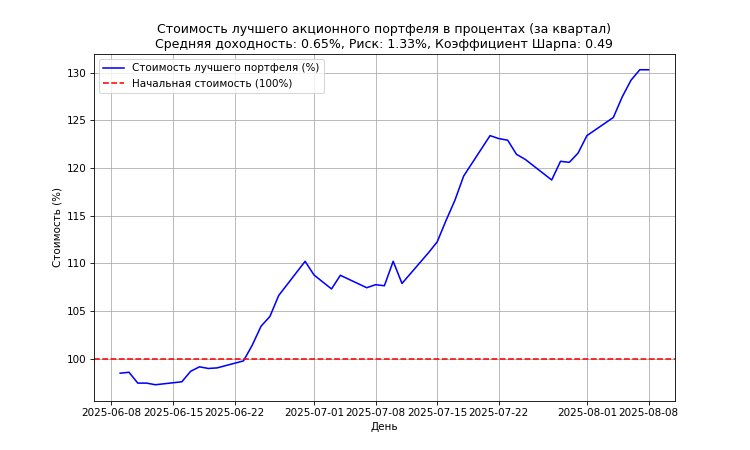 Стоимость лучшего акционного портфеля в процентах (за квартал)
Средняя доходность: 0.65%, Риск: 1.33%, Коэффициент Шарпа: 0.49
Стоимость лучшего портфеля (%)
Начальная стоимость (100%)
Стоимость (%)
130
125
120
115
110
105
100
2025-06-08 2025-06-15 2025-06-22 2025-07-01 2025-07-08 2025-07-15 2025-07-22 2025-08-01 2025-08-08
День